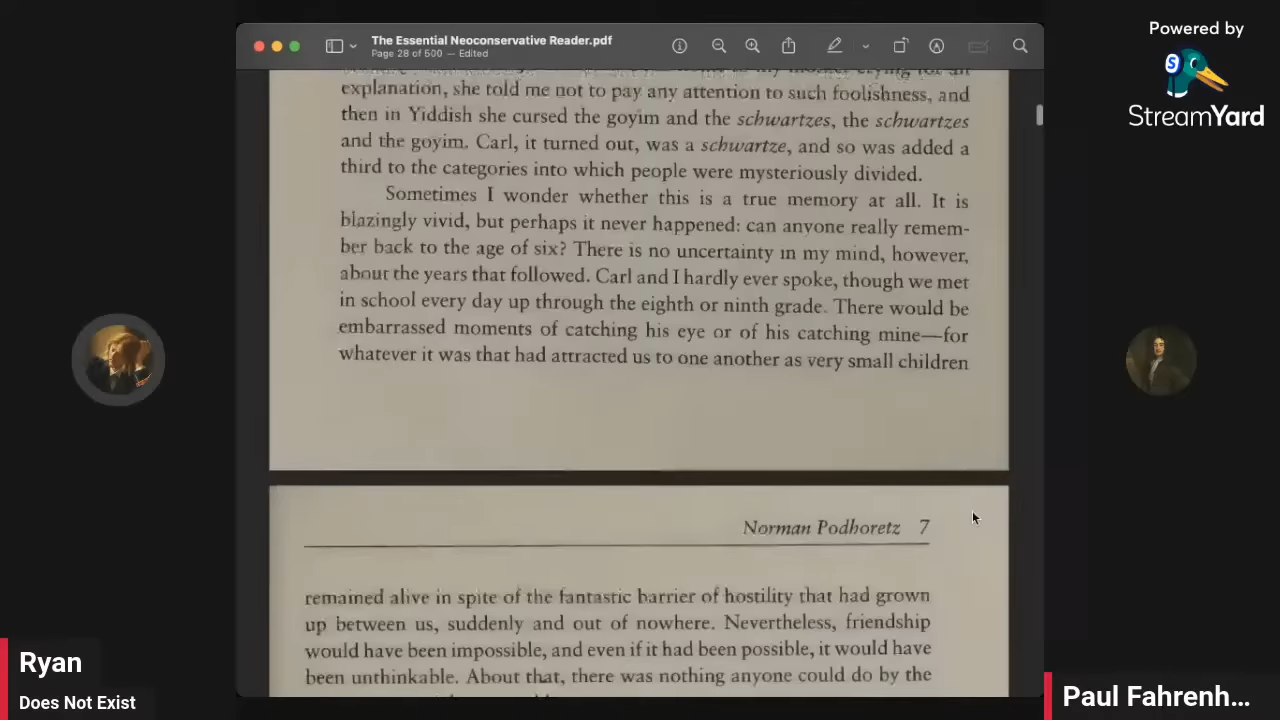 Powered by
StreamYard
The Essential Neoconservative Reader.pdf
Page 28 of 500 — Edited
explanation, she told me not to pay any attention to such foolishness, and
then in Yiddish she cursed the goyim and the schwartzes, the schwartzes
and the goyim. Carl, it turned out, was a schwartze, and so was added a
third to the categories into which people were mysteriously divided.
Sometimes I wonder whether this is a true memory at all. It is
blazingly vivid, but perhaps it never happened: can anyone really remem-
ber back to the age of six? There is no uncertainty in my mind, however,
about the years that followed. Carl and I hardly ever spoke, though we met
in school every day up through the eighth or ninth grade. There would be
embarrassed moments of catching his eye or of his catching mine—for
whatever it was that had attracted us to one another as very small children
Norman Podhoretz 7
remained alive in spite of the fantastic barrier of hostility that had grown
up between us, suddenly and out of nowhere. Nevertheless, friendship
would have been impossible, and even if it had been possible, it would have
been unthinkable. About that, there was nothing anyone could do by the
Ryan
Does Not Exist
Paul Fahrenh...